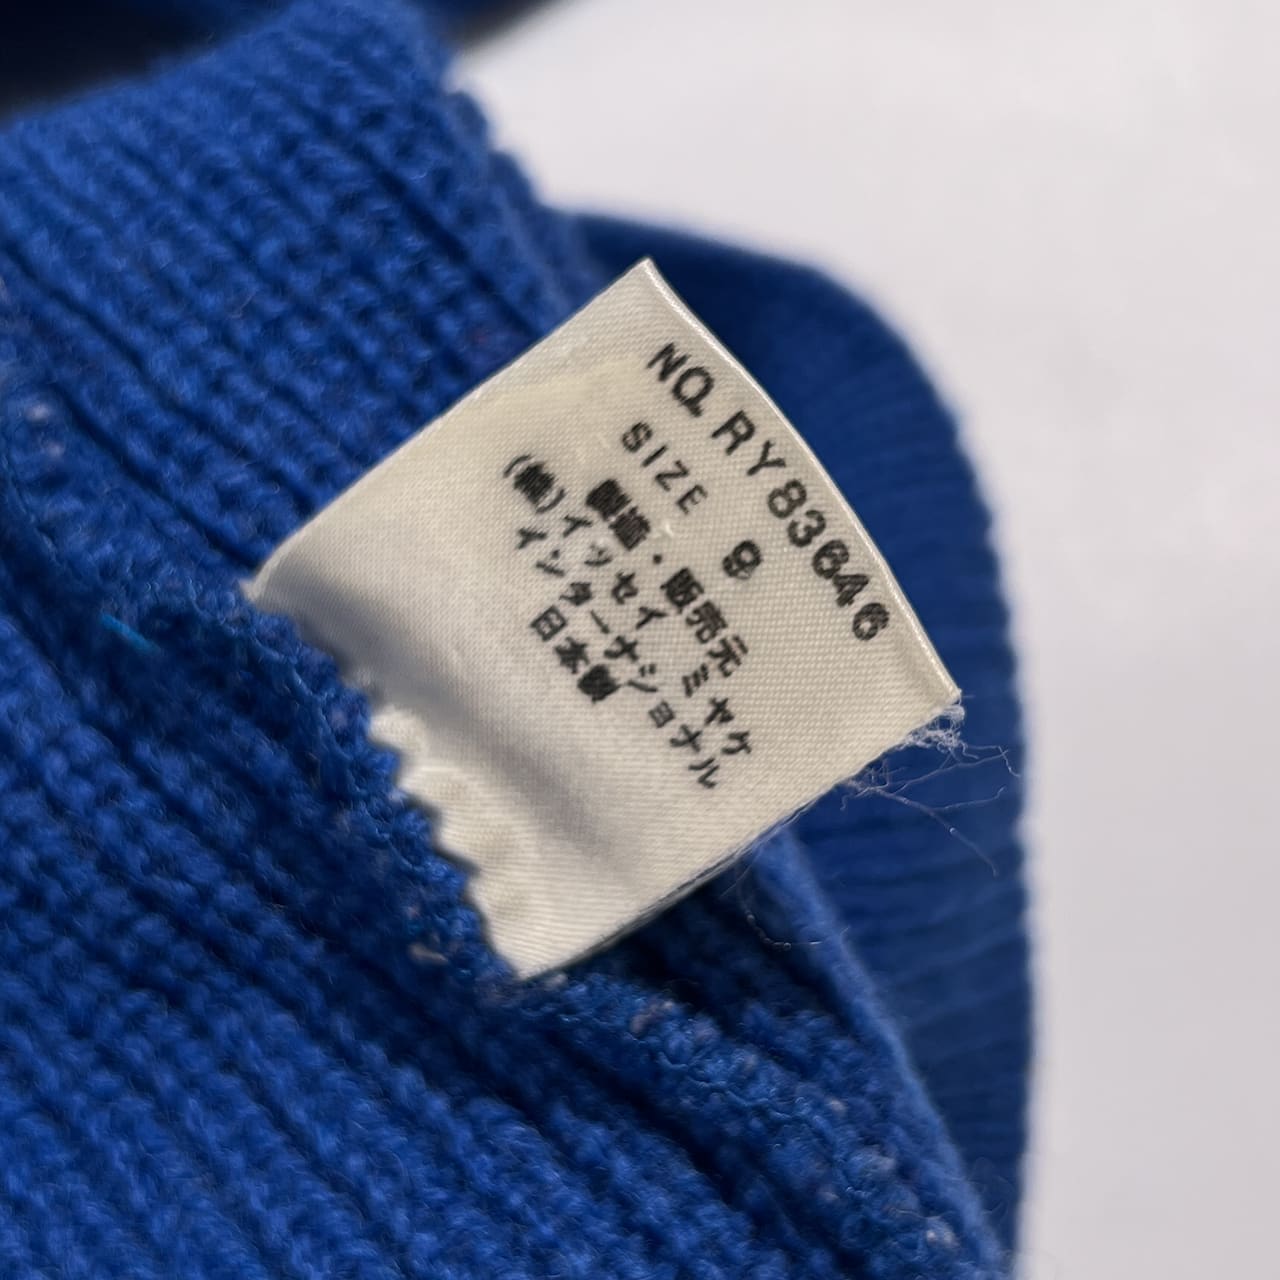 NO. RY83646
SIZE 9
製造・販売元
(株)イッセイ ミヤケ
インターナショナル
日本製